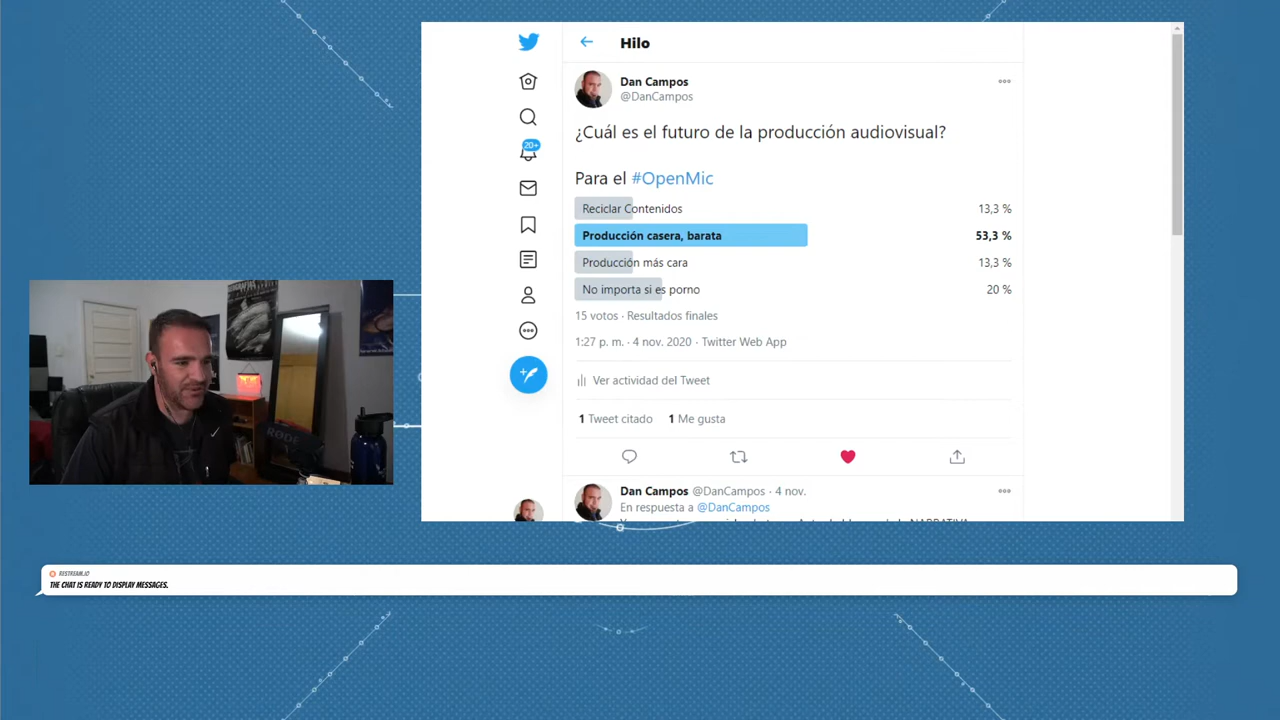 Hilo
Dan Campos
@DanCampos
¿Cuál es el futuro de la producción audiovisual?
Para el #OpenMic
Reciclar Contenidos 13,3 %
Producción casera, barata 53,3 %
Producción más cara 13,3 %
No importa si es porno 20 %
15 votos · Resultados finales
1:27 p. m. · 4 nov. 2020 · Twitter Web App
Ver actividad del Tweet
1 Tweet citado 1 Me gusta
Dan Campos @DanCampos · 4 nov.
En respuesta a @DanCampos
20+
RODE
RESTREAM.IO
THE CHAT IS READY TO DISPLAY MESSAGES.